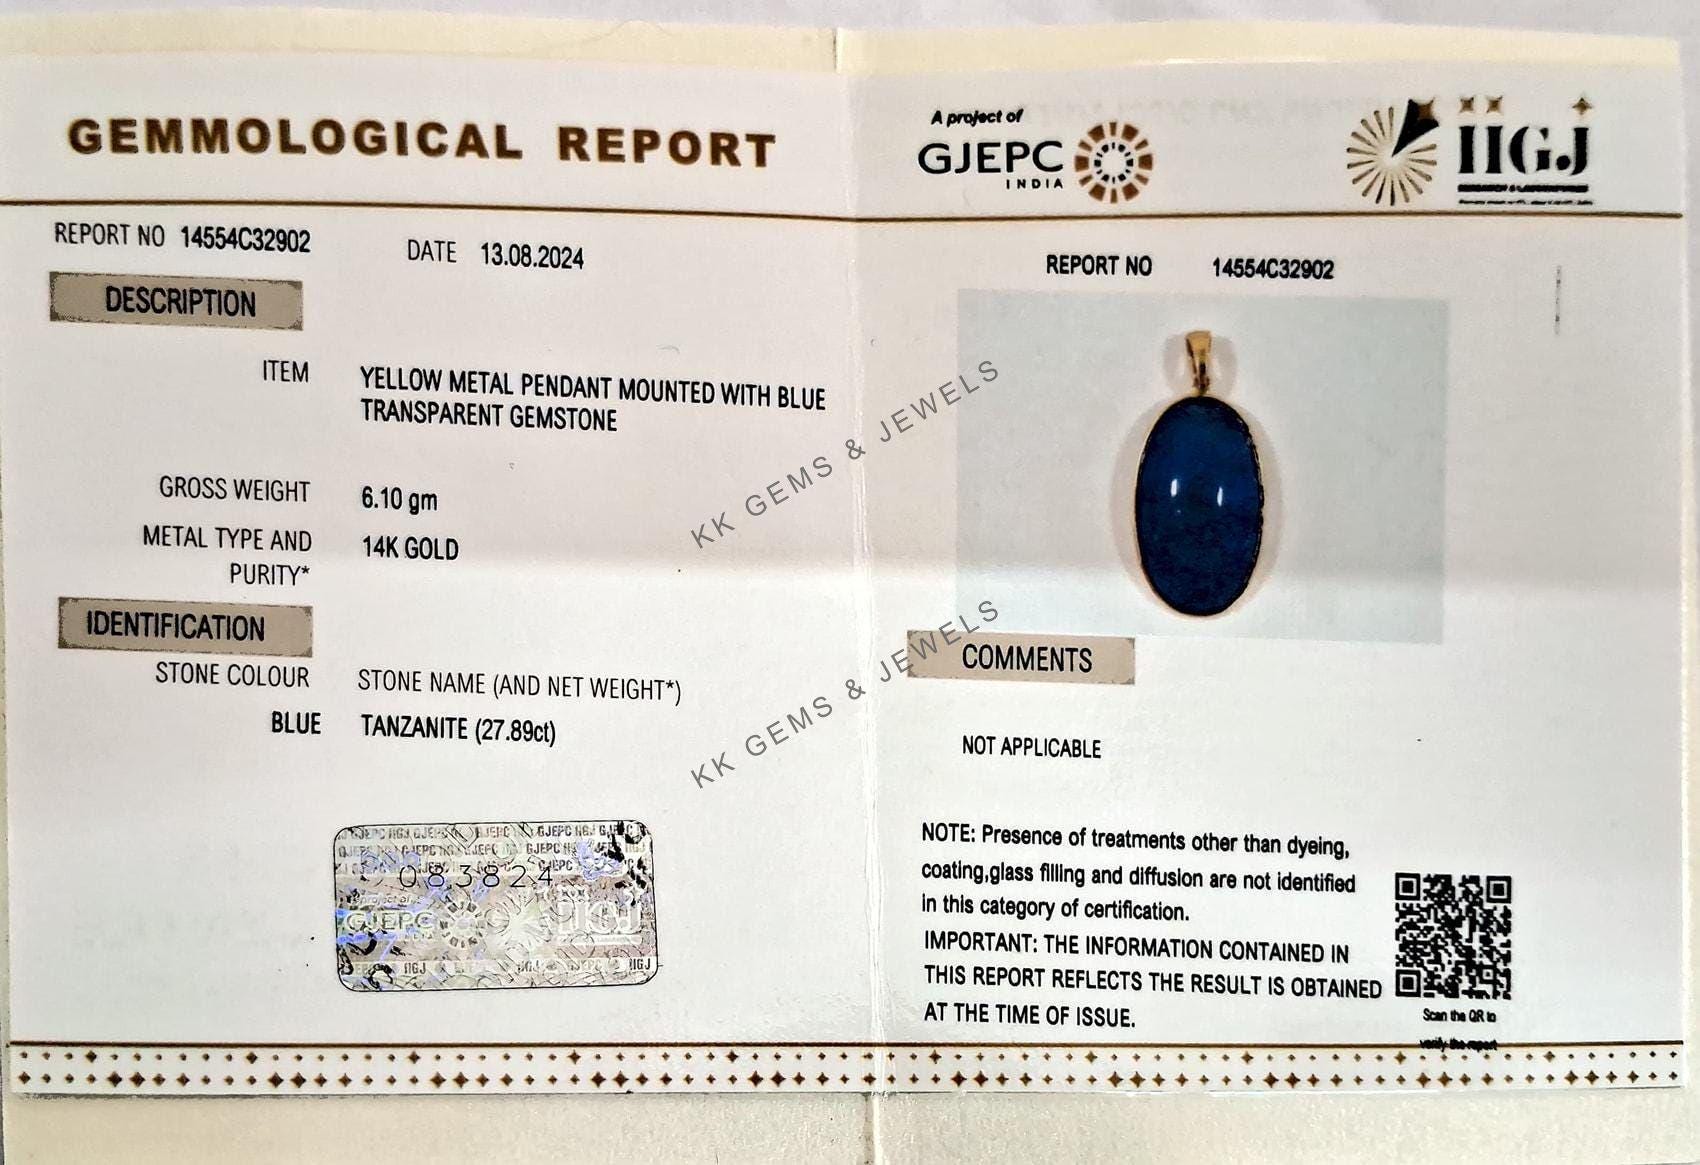 GEMMOLOGICAL REPORT
REPORT NO 14554C32902
DATE 13.08.2024
DESCRIPTION
ITEM
YELLOW METAL PENDANT MOUNTED WITH BLUE
TRANSPARENT GEMSTONE
GROSS WEIGHT
6.10 gm
METAL TYPE AND
PURITY*
14K GOLD
IDENTIFICATION
STONE COLOUR
STONE NAME (AND NET WEIGHT*)
BLUE
TANZANITE (27.89ct)
083824
project of
GJEPC
IIGJ
A project of
GJEPC
INDIA
IIGJ
REPORT NO 14554C32902
COMMENTS
NOT APPLICABLE
NOTE: Presence of treatments other than dyeing,
coating,glass filling and diffusion are not identified
in this category of certification.
IMPORTANT: THE INFORMATION CONTAINED IN
THIS REPORT REFLECTS THE RESULT IS OBTAINED
AT THE TIME OF ISSUE.
Scan the QR to
verify the report
KK GEMS & JEWELS
KK GEMS & JEWELS